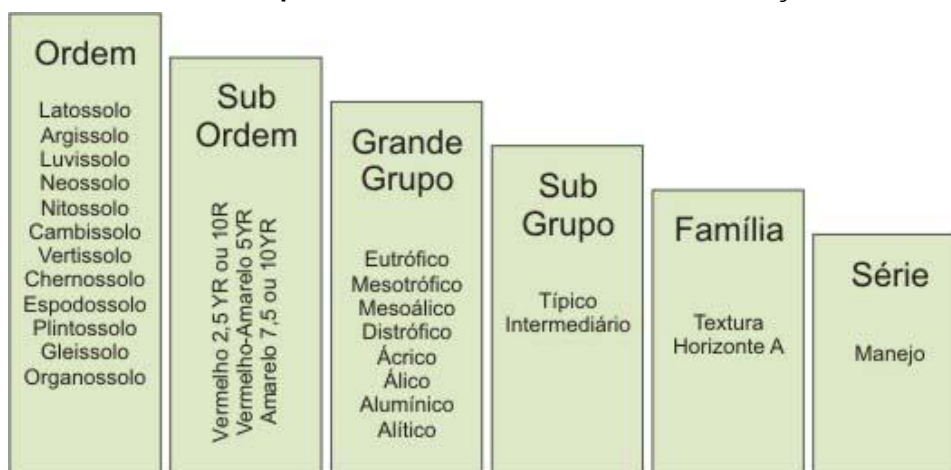 Ordem
Latossolo
Argissolo
Luvissolo
Neossolo
Nitossolo
Cambissolo
Vertissolo
Chernossolo
Espodossolo
Plintossolo
Gleissolo
Organossolo
Sub
Ordem
Vermelho 2,5 YR ou 10R
Vermelho-Amarelo 5YR
Amarelo 7,5 ou 10YR
Grande
Grupo
Eutrófico
Mesotrófico
Mesoálico
Distrófico
Ácrico
Álico
Alumínico
Alítico
Sub
Grupo
Típico
Intermediário
Família
Textura
Horizonte A
Série
Manejo